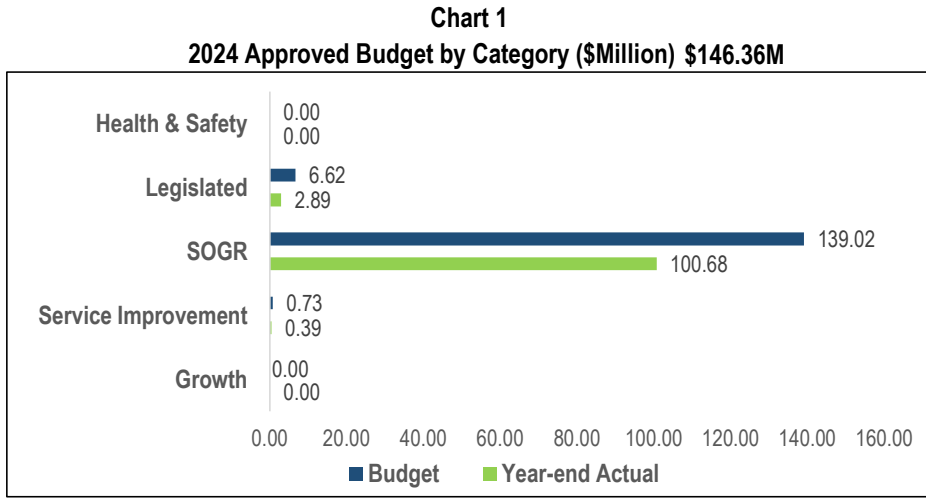 Chart 1
2024 Approved Budget by Category ($Million) $146.36M
Health & Safety
0.00
0.00
Legislated
6.62
2.89
SOGR
139.02
100.68
Service Improvement
0.73
0.39
Growth
0.00
0.00
0.00 20.00 40.00 60.00 80.00 100.00 120.00 140.00 160.00
Budget Year-end Actual